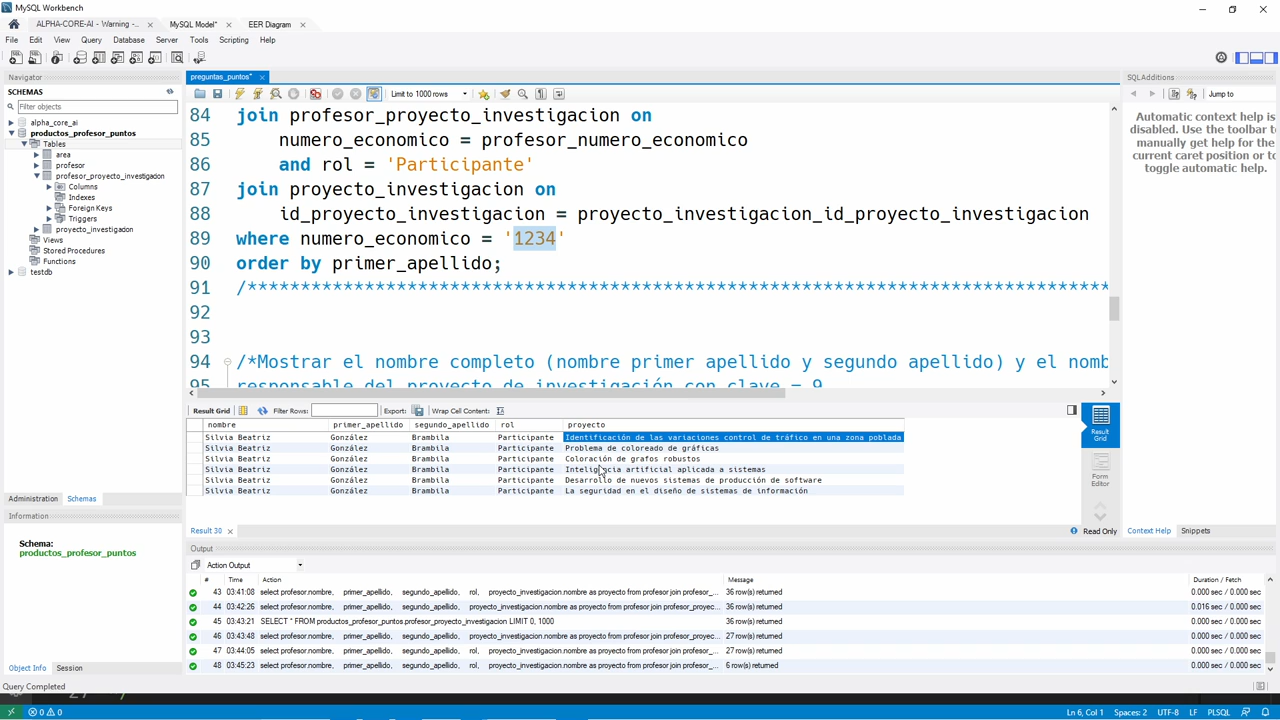 MySQL Workbench
ALPHA-CORE-AI - Warning -... × MySQL Model* × EER Diagram ×
File Edit View Query Database Server Tools Scripting Help
Navigator
SCHEMAS
Filter objects
alpha_core_ai
productos_profesor_puntos
Tables
area
profesor
profesor_proyecto_investigacion
Columns
Indexes
Foreign Keys
Triggers
proyecto_investigacion
Views
Stored Procedures
Functions
testdb
Administration Schemas
Information
Schema:
productos_profesor_puntos
Object Info Session
Query Completed
preguntas_puntos* ×
Limit to 1000 rows
84 join profesor_proyecto_investigacion on
85 numero_economico = profesor_numero_economico
86 and rol = 'Participante'
87 join proyecto_investigacion on
88 id_proyecto_investigacion = proyecto_investigacion_id_proyecto_investigacion
89 where numero_economico = '1234'
90 order by primer_apellido;
91 /**********************************************************************************
92
93
94 /*Mostrar el nombre completo (nombre primer apellido y segundo apellido) y el nomb
95 responsable del proyecto de investigación con clave = 9
Result Grid Filter Rows: Export: Wrap Cell Content:
nombre primer_apellido segundo_apellido rol proyecto
Silvia Beatriz González Brambila Participante Identificación de las variaciones control de tráfico en una zona poblada
Silvia Beatriz González Brambila Participante Problema de coloreado de gráficas
Silvia Beatriz González Brambila Participante Coloración de grafos robustos
Silvia Beatriz González Brambila Participante Inteligencia artificial aplicada a sistemas
Silvia Beatriz González Brambila Participante Desarrollo de nuevos sistemas de producción de software
Silvia Beatriz González Brambila Participante La seguridad en el diseño de sistemas de información
Result Grid
Form Editor
Result 30 × Read Only
Output
Action Output
# Time Action Message Duration / Fetch
43 03:41:08 select profesor.nombre, primer_apellido, segundo_apellido, rol, proyecto_investigacion.nombre as proyecto from profesor join profesor_... 36 row(s) returned 0.000 sec / 0.000 sec
44 03:42:26 select profesor.nombre, primer_apellido, segundo_apellido, rol, proyecto_investigacion.nombre as proyecto from profesor join profesor_proyec... 36 row(s) returned 0.016 sec / 0.000 sec
45 03:43:21 SELECT * FROM productos_profesor_puntos.profesor_proyecto_investigacion LIMIT 0, 1000 36 row(s) returned 0.000 sec / 0.000 sec
46 03:43:48 select profesor.nombre, primer_apellido, segundo_apellido, proyecto_investigacion.nombre as proyecto from profesor join profesor_proyec... 27 row(s) returned 0.000 sec / 0.000 sec
47 03:44:05 select profesor.nombre, primer_apellido, segundo_apellido, rol, proyecto_investigacion.nombre as proyecto from profesor join profesor_... 27 row(s) returned 0.000 sec / 0.000 sec
48 03:45:23 select profesor.nombre, primer_apellido, segundo_apellido, rol, proyecto_investigacion.nombre as proyecto from profesor join profesor_... 6 row(s) returned 0.000 sec / 0.000 sec
SQLAdditions
Jump to
Automatic context help is
disabled. Use the toolbar to
manually get help for the
current caret position or to
toggle automatic help.
Context Help Snippets
0 0 Ln 6, Col 1 Spaces: 2 UTF-8 LF PLSQL